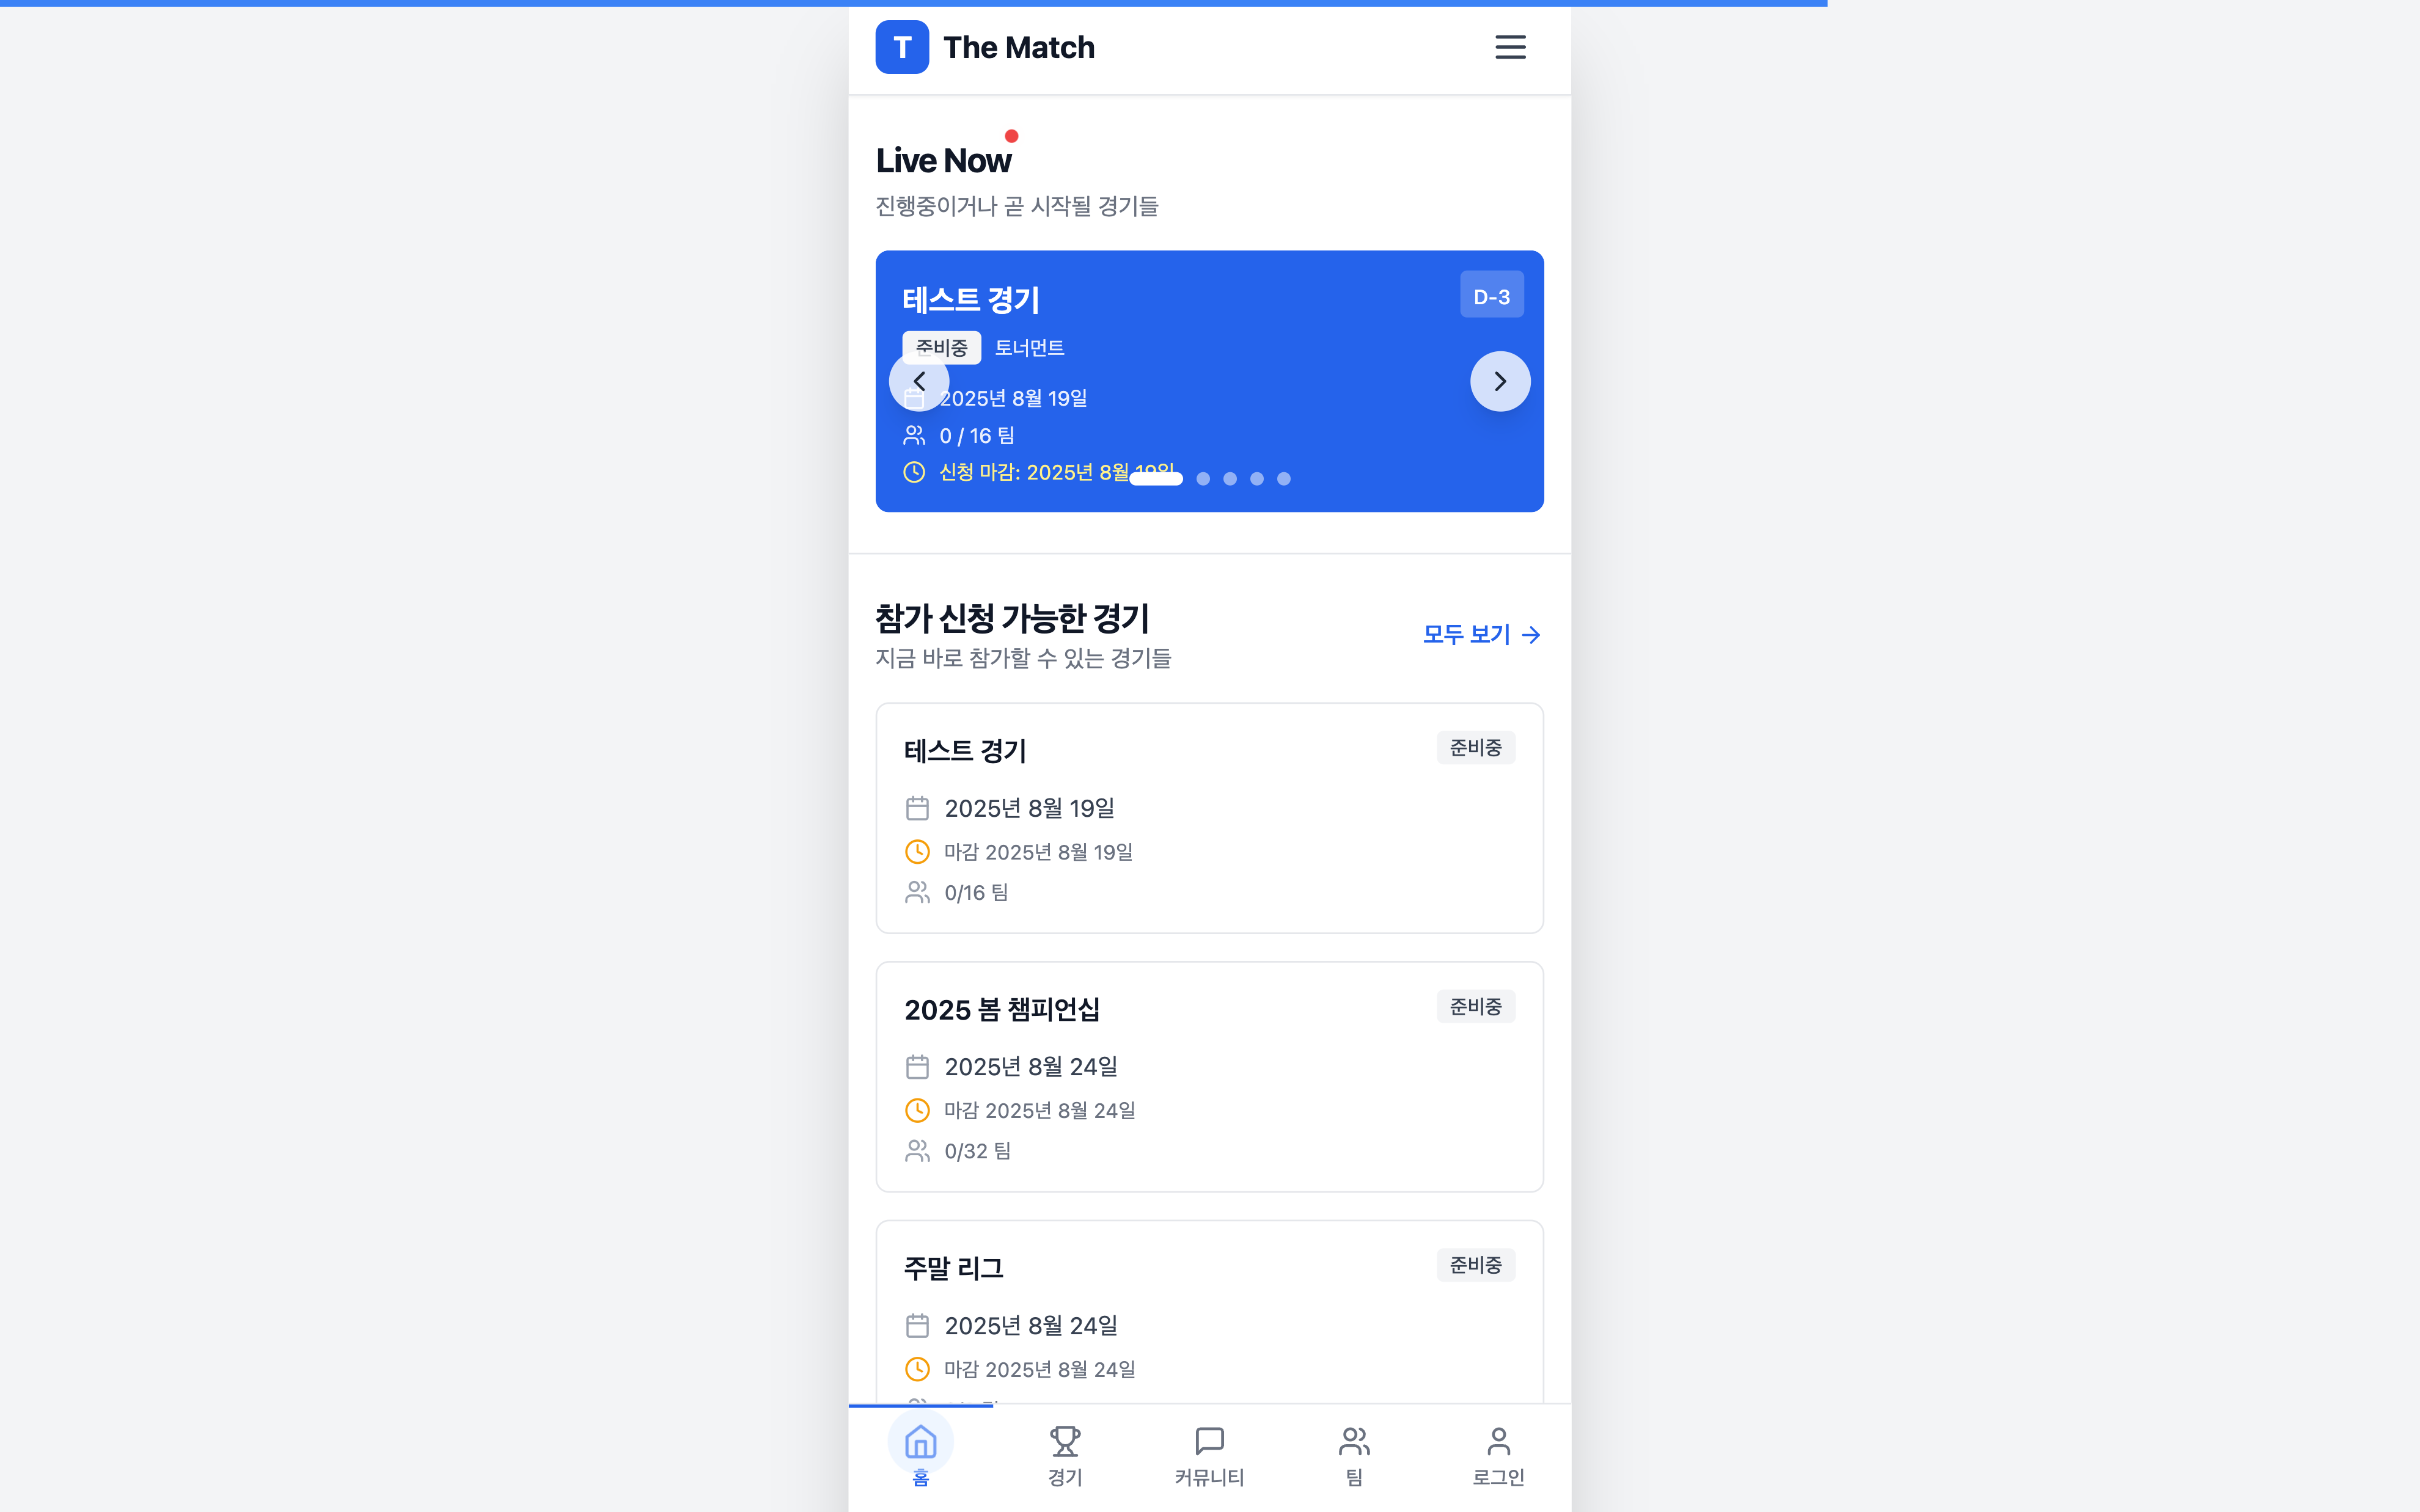 T The Match
Live Now
진행중이거나 곧 시작될 경기들
테스트 경기
D-3
준비중 토너먼트
2025년 8월 19일
0 / 16 팀
신청 마감: 2025년 8월 19일
참가 신청 가능한 경기
모두 보기 →
지금 바로 참가할 수 있는 경기들
테스트 경기
준비중
2025년 8월 19일
마감 2025년 8월 19일
0/16 팀
2025 봄 챔피언십
준비중
2025년 8월 24일
마감 2025년 8월 24일
0/32 팀
주말 리그
준비중
2025년 8월 24일
마감 2025년 8월 24일
홈 경기 커뮤니티 팀 로그인